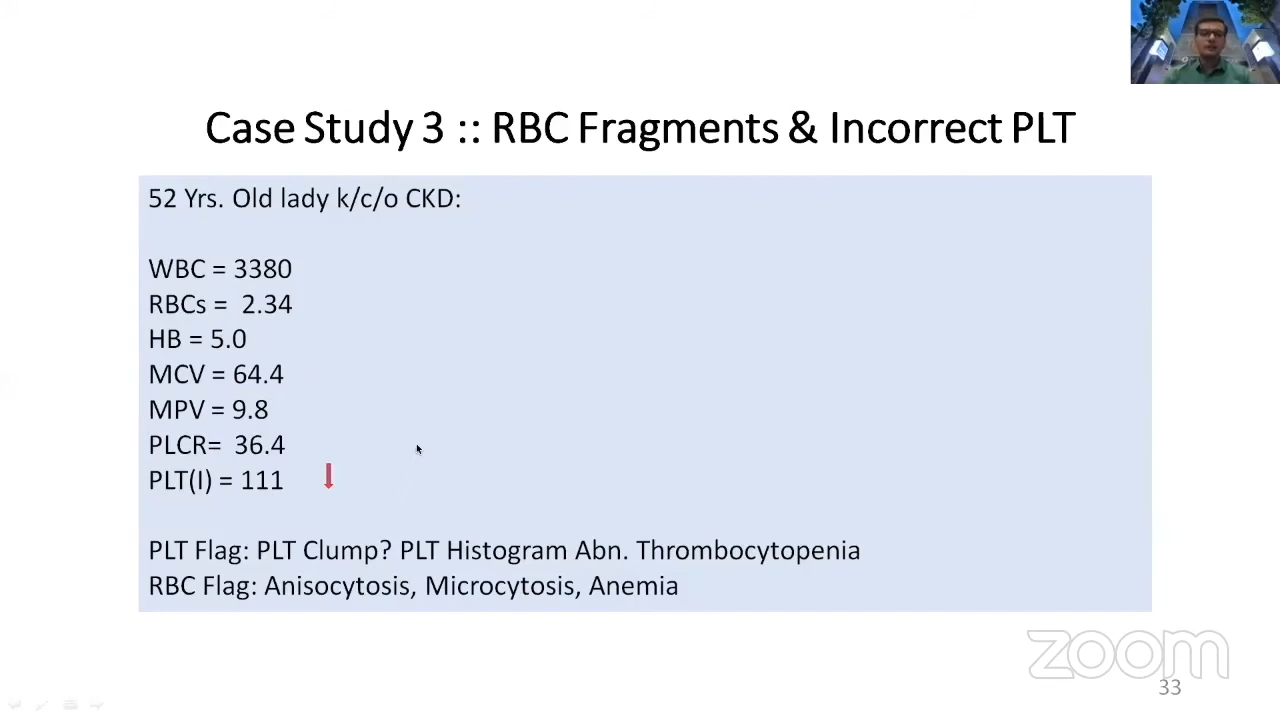 Case Study 3 :: RBC Fragments & Incorrect PLT
52 Yrs. Old lady k/c/o CKD:
WBC = 3380
RBCs =  2.34
HB = 5.0
MCV = 64.4
MPV = 9.8
PLCR=  36.4
PLT(I) = 111
PLT Flag: PLT Clump? PLT Histogram Abn. Thrombocytopenia
RBC Flag: Anisocytosis, Microcytosis, Anemia
zoom
33